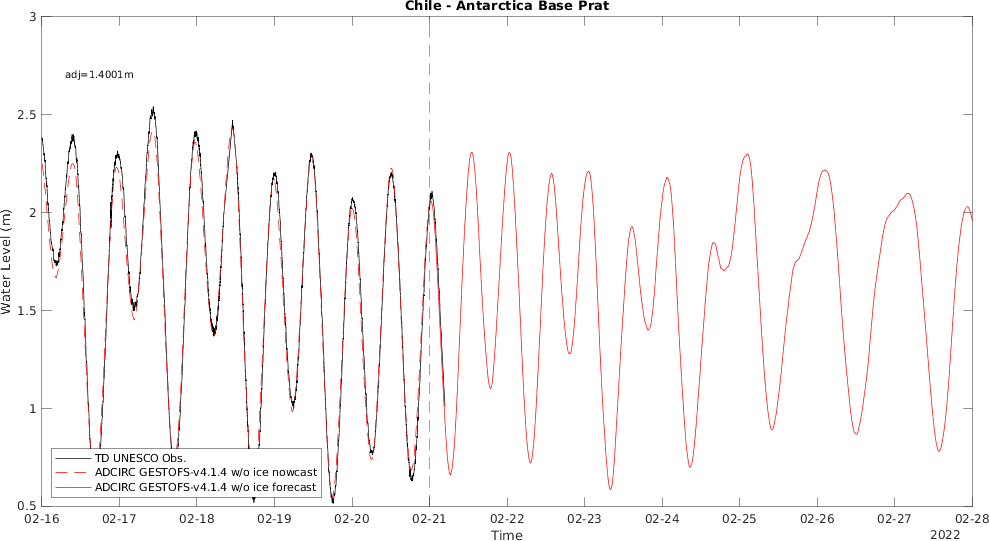 Chile - Antarctica Base Prat
3
adj=1.4001m
2.5
2
Water Level (m)
1.5
1
TD UNESCO Obs.
ADCIRC GESTOFS-v4.1.4 w/o ice nowcast
ADCIRC GESTOFS-v4.1.4 w/o ice forecast
0.5
02-16 02-17 02-18 02-19 02-20 02-21 02-22 02-23 02-24 02-25 02-26 02-27 02-28
Time
2022